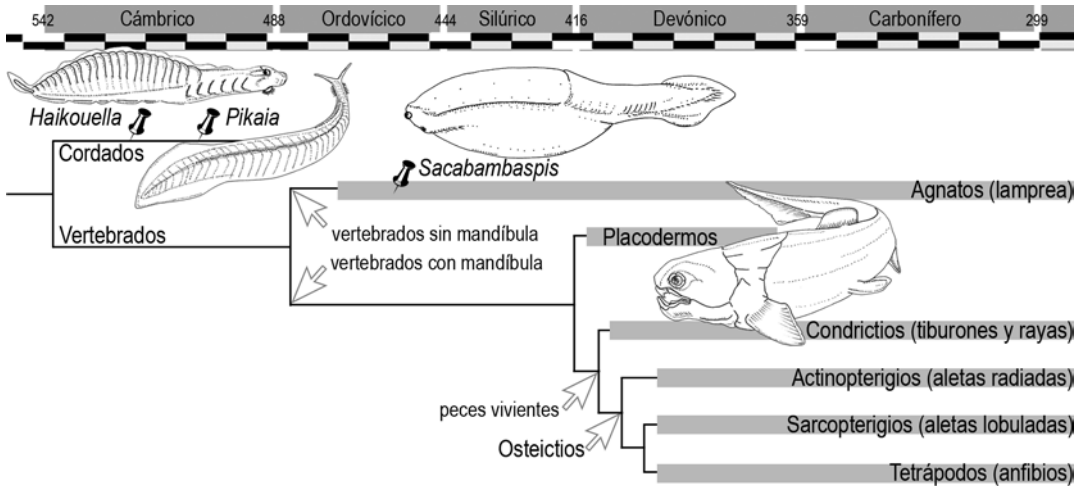 542 Cámbrico 488 Ordovícico 444 Silúrico 416 Devónico 359 Carbonífero 299
Haikouella Pikaia
Cordados
Sacabambaspis
Agnatos (lamprea)
Vertebrados
vertebrados sin mandíbula
Placodermos
vertebrados con mandíbula
Condrictios (tiburones y rayas)
Actinopterigios (aletas radiadas)
peces vivientes
Sarcopterigios (aletas lobuladas)
Osteictios
Tetrápodos (anfibios)